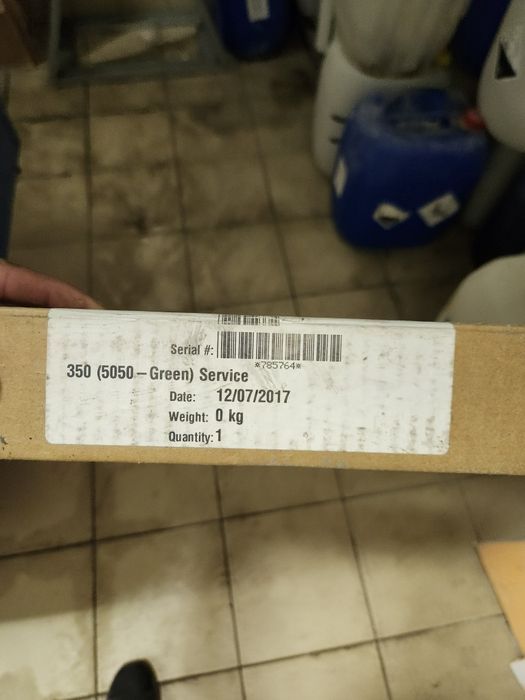 Serial #:
*785764*
350 (5050–Green) Service
Date: 12/07/2017
Weight: 0 kg
Quantity: 1